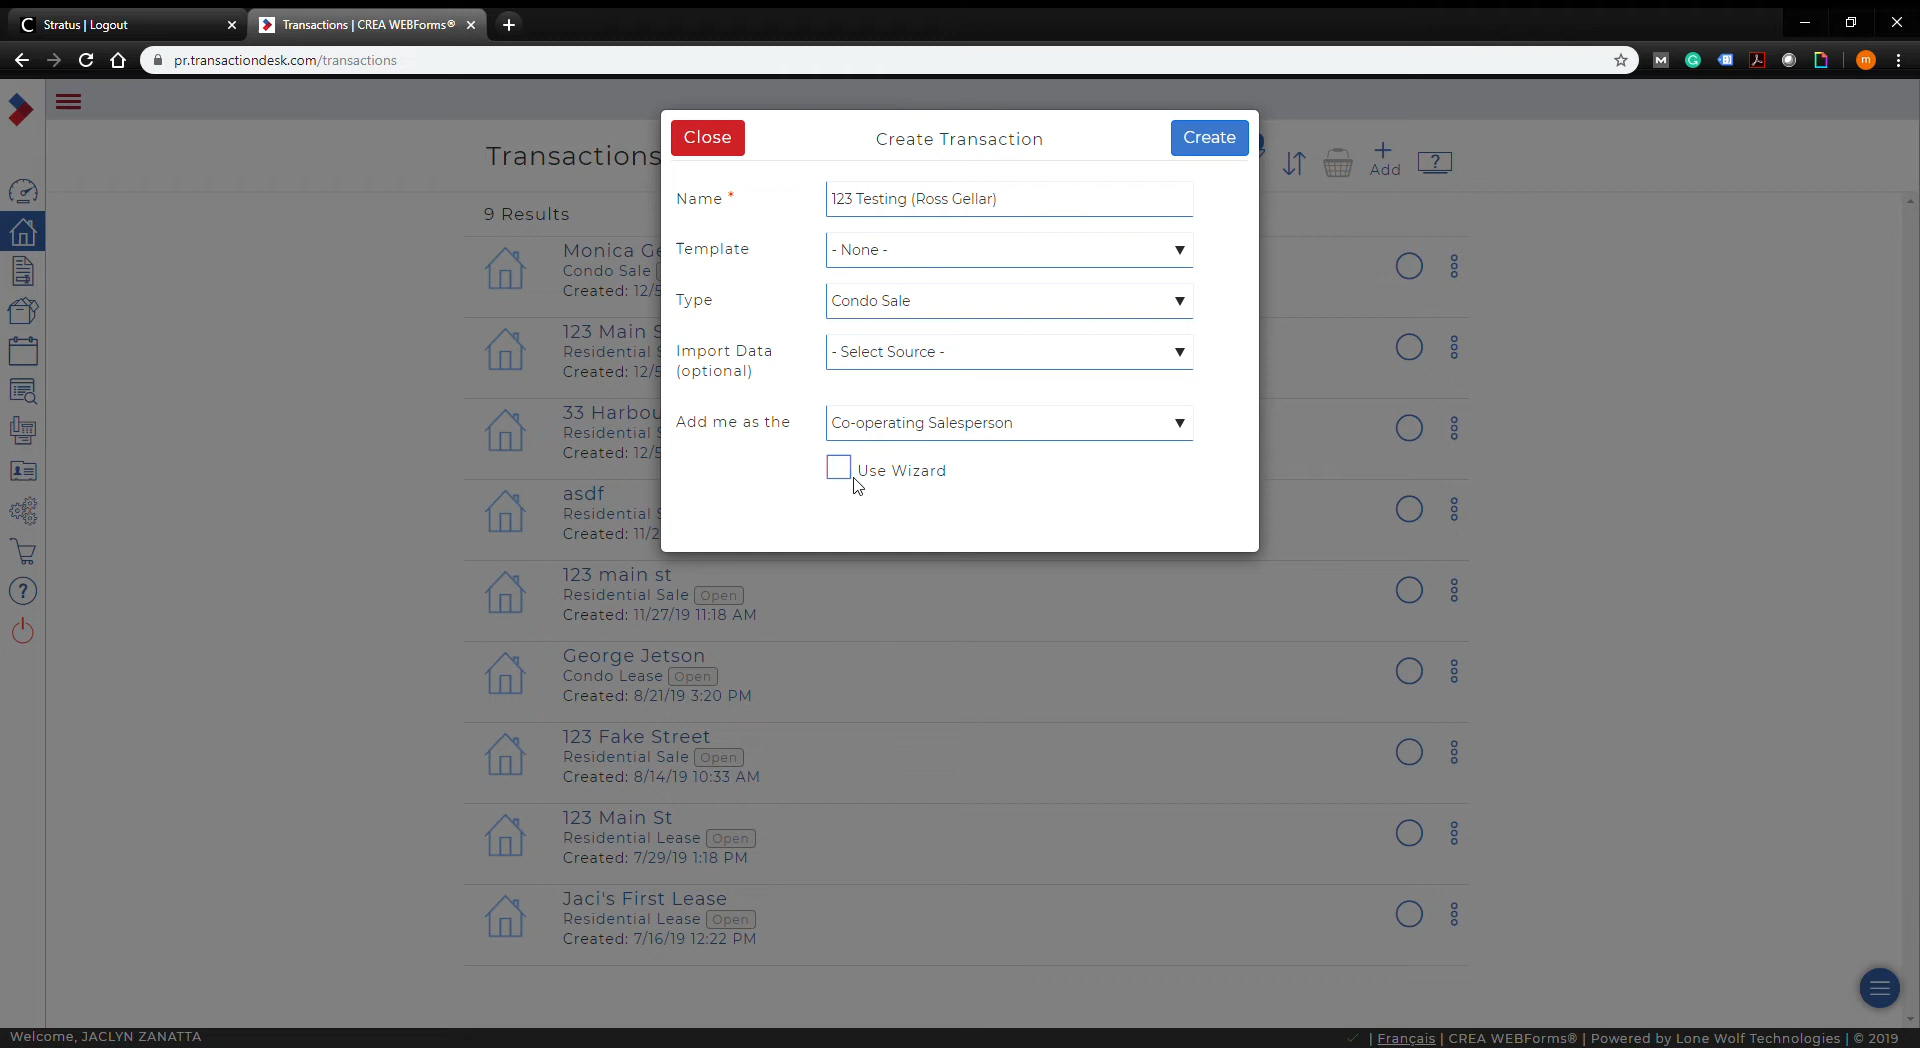 Stratus | Logout
Transactions | CREA WEBForms®
pr.transactiondesk.com/transactions
Close
Create Transaction
Create
Transactions
Add
Name *
123 Testing (Ross Gellar)
9 Results
Template
- None -
Type
Condo Sale
Import Data
(optional)
- Select Source -
Add me as the
Co-operating Salesperson
Use Wizard
Monica Ge
Condo Sale
Created: 12/5
123 Main S
Residential S
Created: 12/5
33 Harbou
Residential S
Created: 12/5
asdf
Residential S
Created: 11/2
123 main st
Residential Sale Open
Created: 11/27/19 11:18 AM
George Jetson
Condo Lease Open
Created: 8/21/19 3:20 PM
123 Fake Street
Residential Sale Open
Created: 8/14/19 10:33 AM
123 Main St
Residential Lease Open
Created: 7/29/19 1:18 PM
Jaci's First Lease
Residential Lease Open
Created: 7/16/19 12:22 PM
Welcome, JACLYN ZANATTA
| Français | CREA WEBForms® | Powered by Lone Wolf Technologies | © 2019